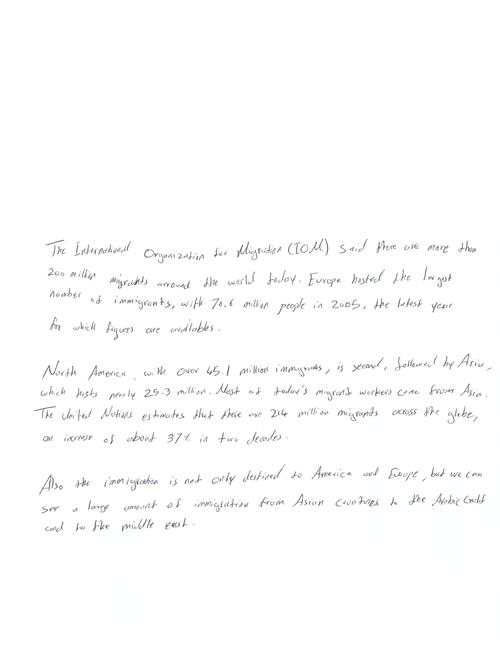 The International Organization for Migration (IOM) said there are more than
200 million migrants arround the world today. Europe hosted the largest
number of immigrants, with 70.6 million people in 2005, the latest year
for which figures are availables.
North America, with over 45.1 million immigrants, is second, followed by Asia,
which hosts nearly 25.3 million. Most of today's migrant workers come from Asia.
The United Nations estimates that there are 214 million migrants across the globe,
an increase of about 37% in two decades.
Also the immigration is not only destined to America and Europe, but we can
see a large amount of immigration from Asian countries to the Arabic Gulf
and to the middle east.